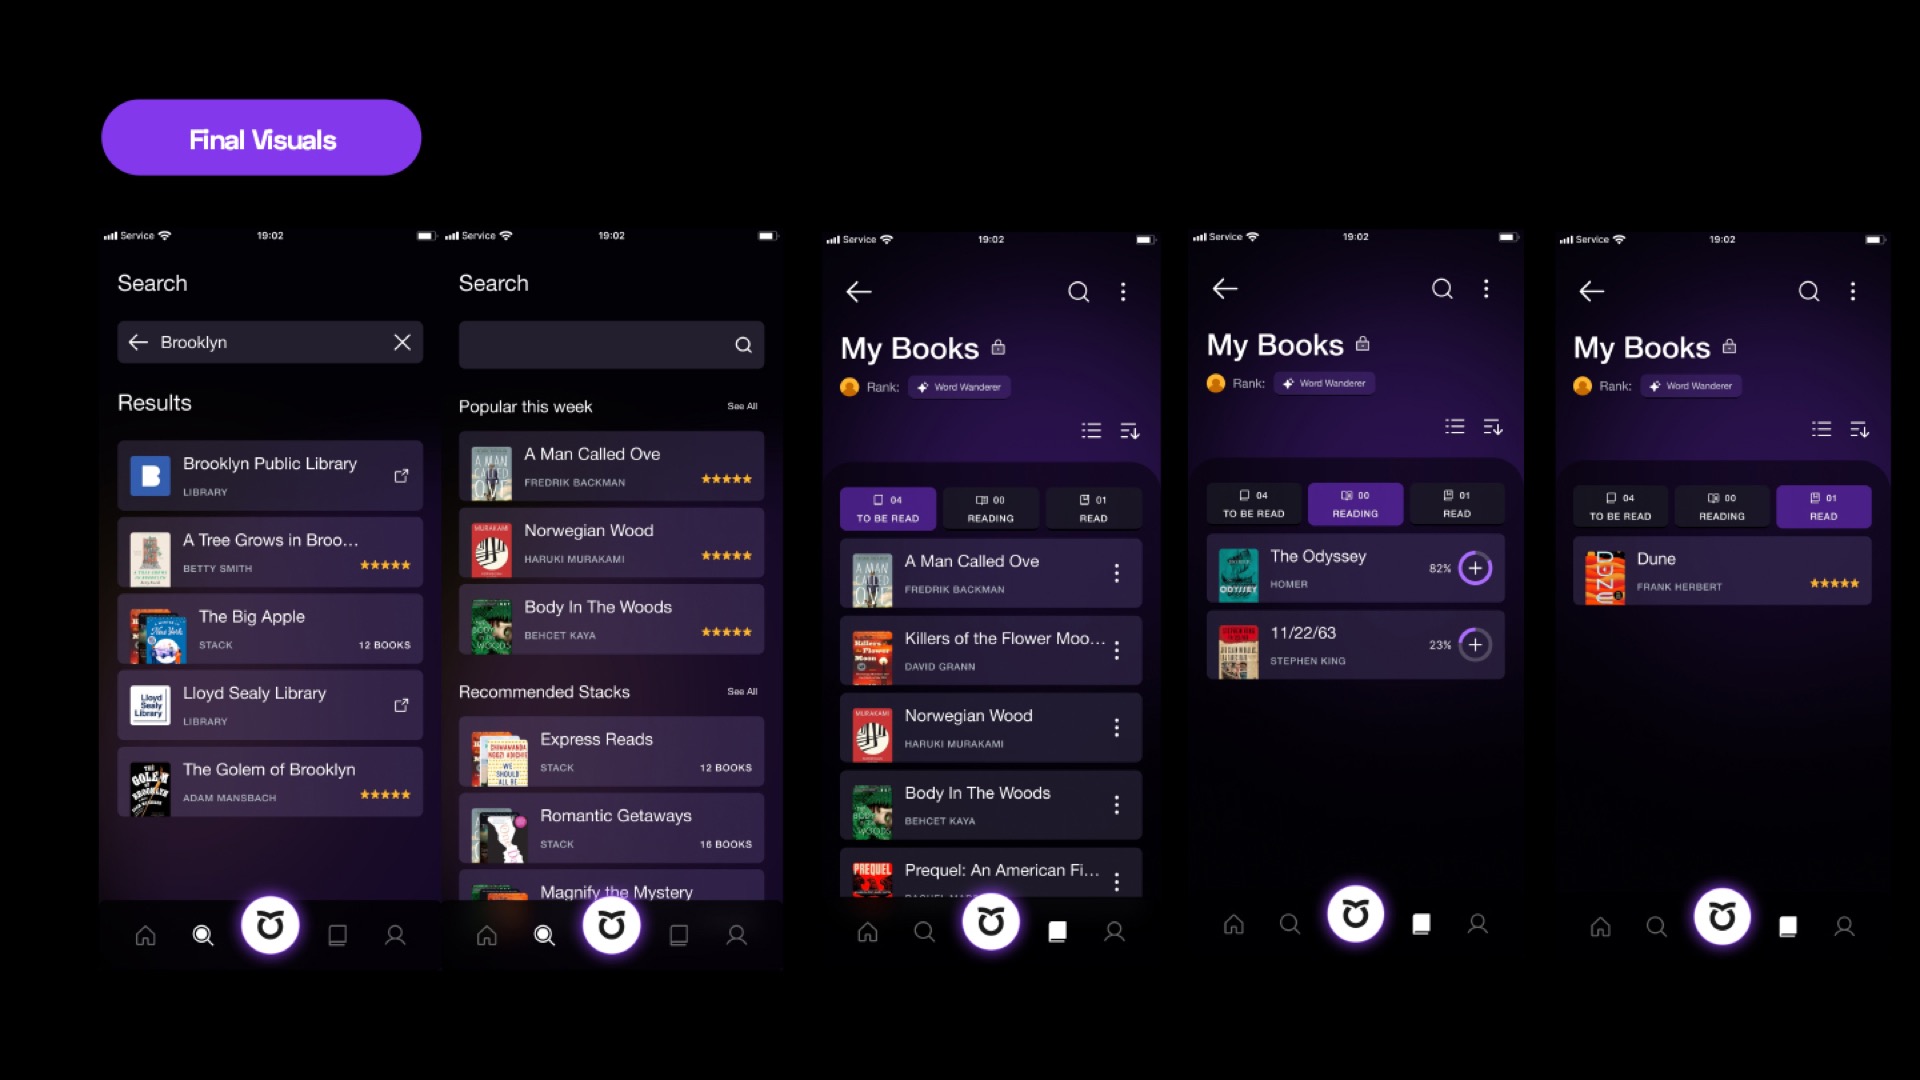 Final Visuals
Service 19:02
Search
Brooklyn
Results
Brooklyn Public Library
LIBRARY
A Tree Grows in Broo...
BETTY SMITH
The Big Apple
STACK 12 BOOKS
Lloyd Sealy Library
Lloyd Sealy Library
LIBRARY
The Golem of Brooklyn
ADAM MANSBACH
Service 19:02
Search
Popular this week See All
A Man Called Ove
FREDRIK BACKMAN
Norwegian Wood
HARUKI MURAKAMI
Body In The Woods
BEHCET KAYA
Recommended Stacks See All
Express Reads
STACK 12 BOOKS
Romantic Getaways
STACK 16 BOOKS
Magnify the Mystery
Service 19:02
My Books
Rank: Word Wanderer
04 00 01
TO BE READ READING READ
A Man Called Ove
FREDRIK BACKMAN
Killers of the Flower Moo...
DAVID GRANN
Norwegian Wood
HARUKI MURAKAMI
Body In The Woods
BEHCET KAYA
PREQUEL
Prequel: An American Fi...
Service 19:02
My Books
Rank: Word Wanderer
04 00 01
TO BE READ READING READ
The Odyssey
HOMER
82%
11/22/63
STEPHEN KING
23%
Service 19:02
My Books
Rank: Word Wanderer
04 00 01
TO BE READ READING READ
DUNE
Dune
FRANK HERBERT